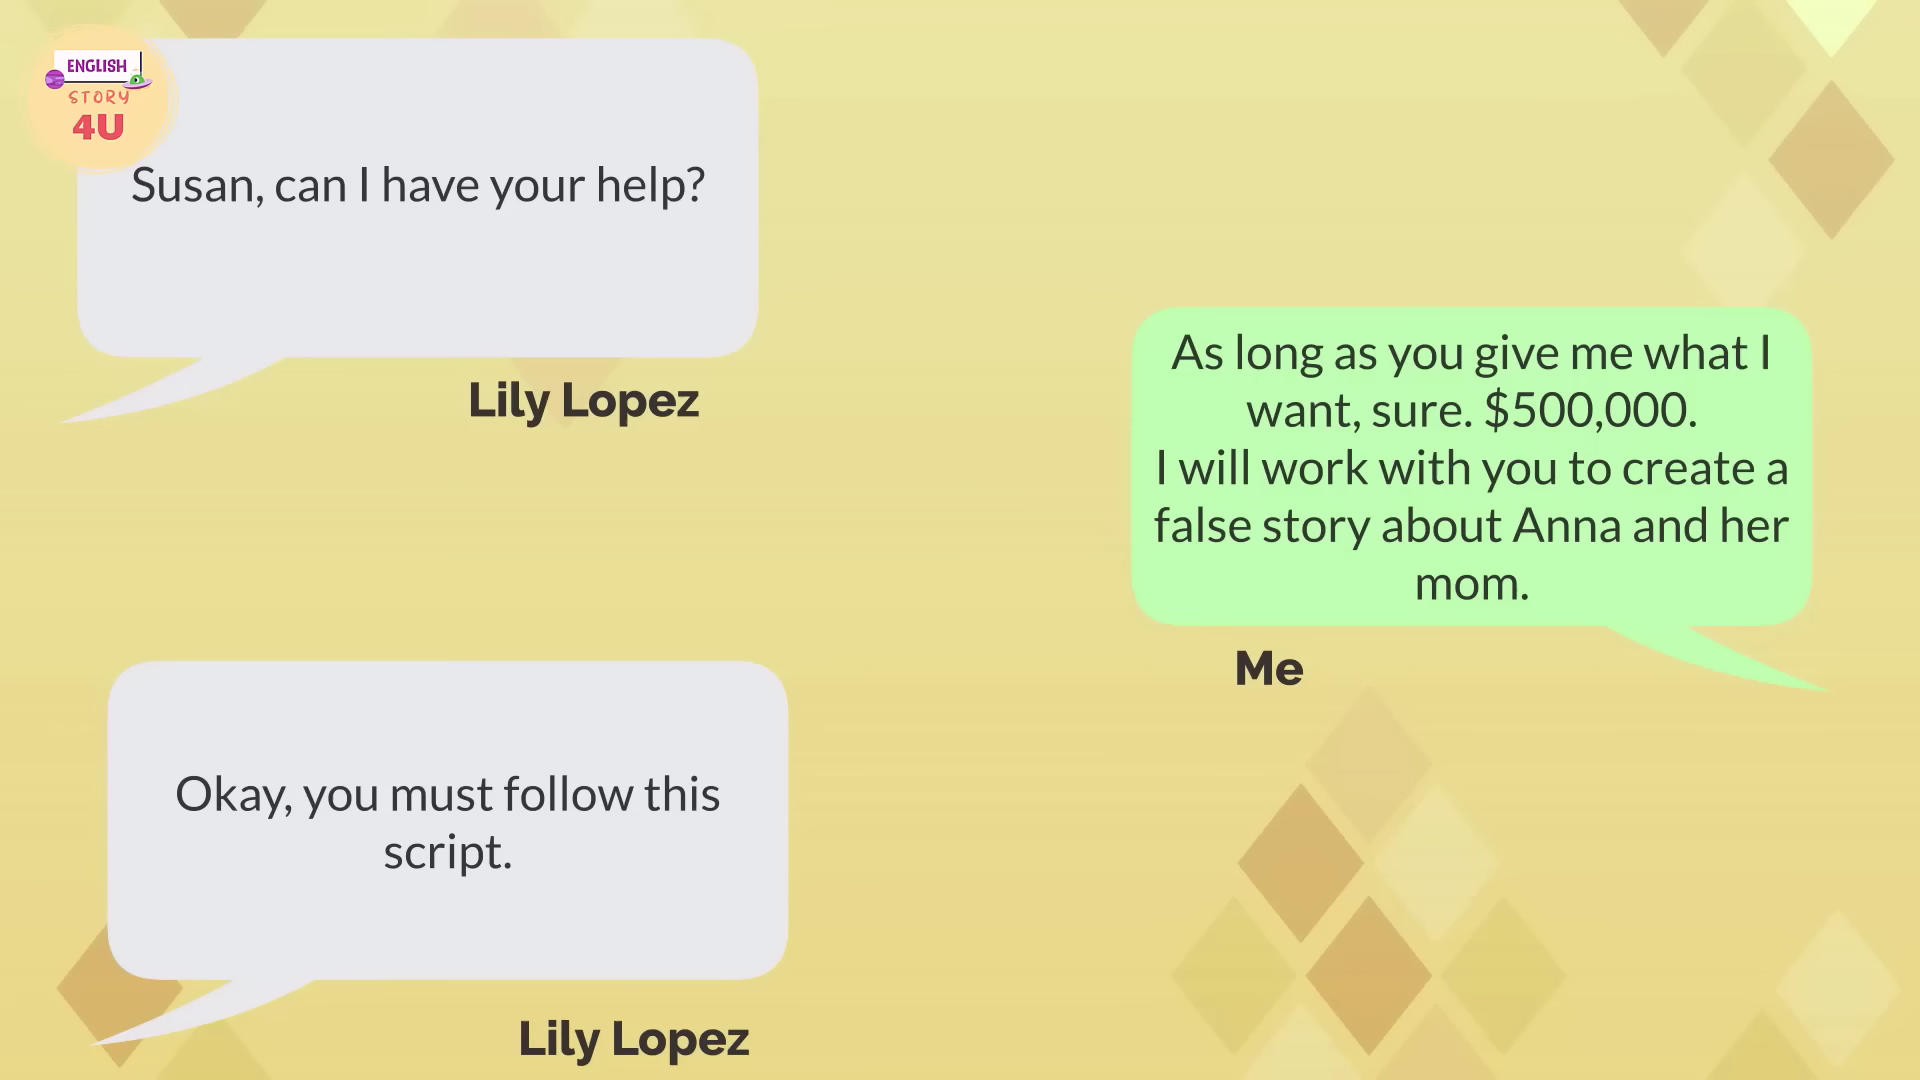 ENGLISH
STORY
4U
Susan, can I have your help?
Lily Lopez
As long as you give me what I
want, sure. $500,000.
I will work with you to create a
false story about Anna and her
mom.
Me
Okay, you must follow this
script.
Lily Lopez